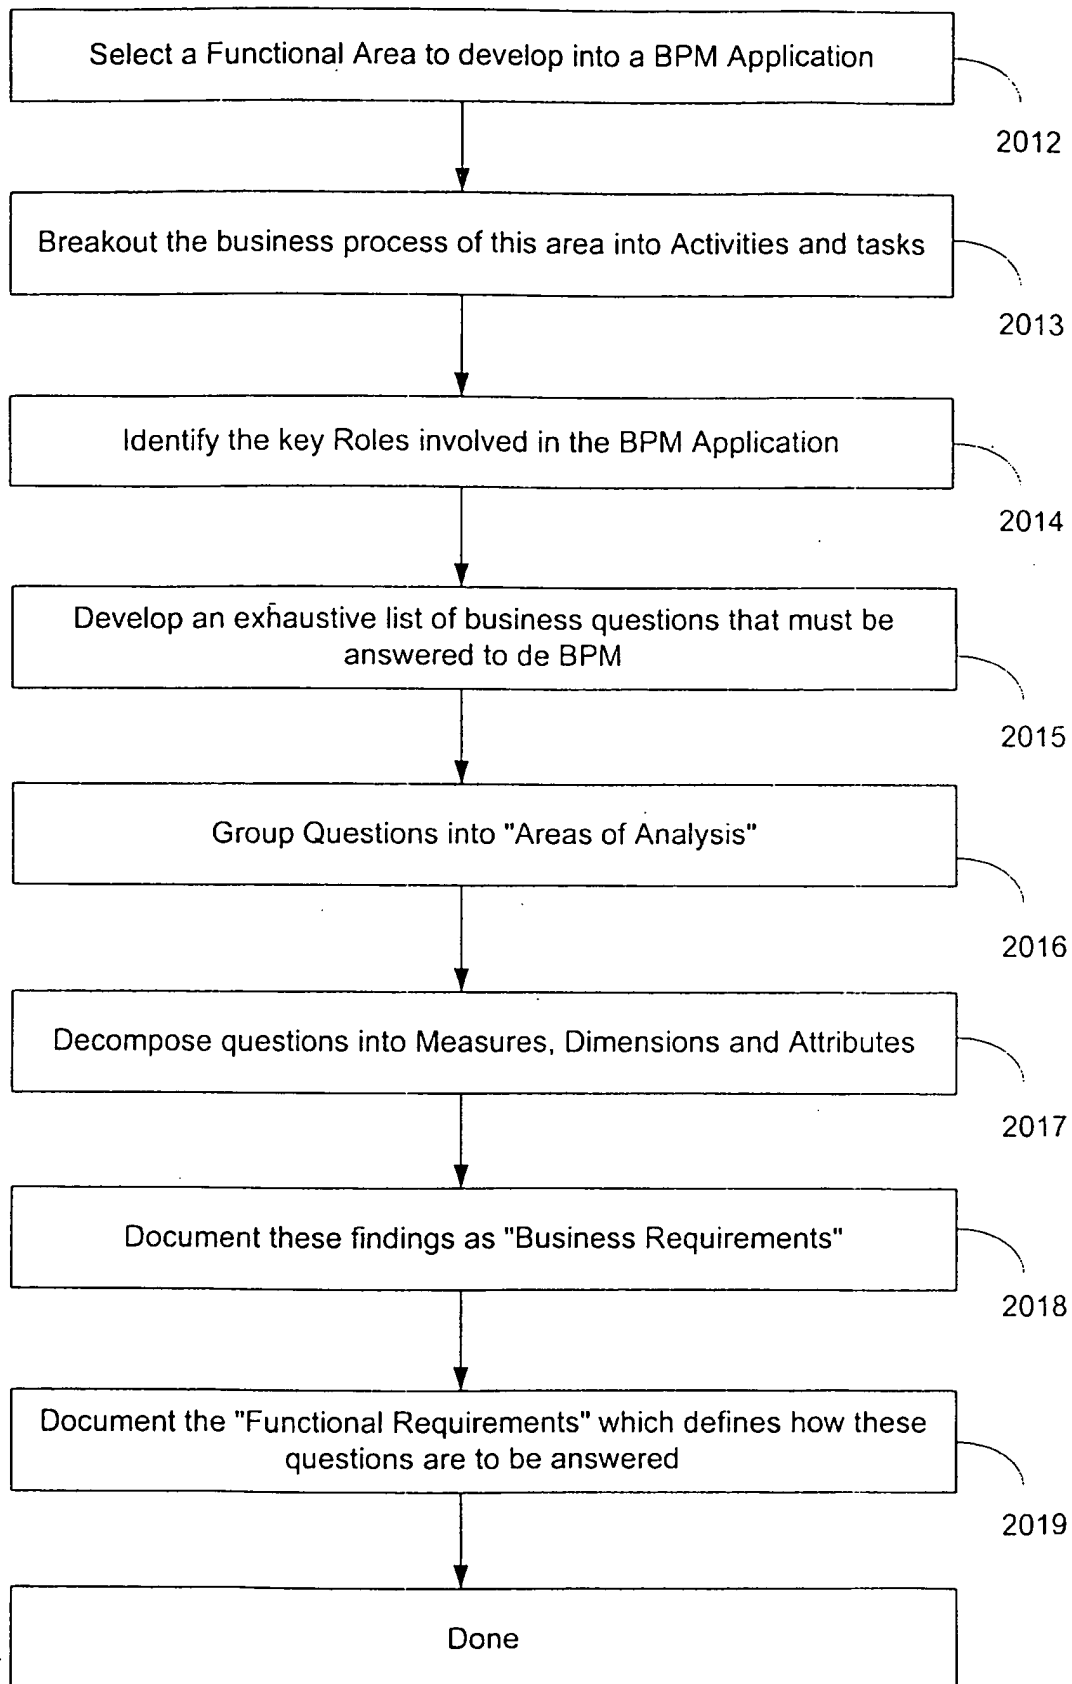 Select a Functional Area to develop into a BPM Application
2012
Breakout the business process of this area into Activities and tasks
2013
Identify the key Roles involved in the BPM Application
2014
Develop an exhaustive list of business questions that must be
answered to de BPM
2015
Group Questions into "Areas of Analysis"
2016
Decompose questions into Measures, Dimensions and Attributes
2017
Document these findings as "Business Requirements"
2018
Document the "Functional Requirements" which defines how these
questions are to be answered
2019
Done